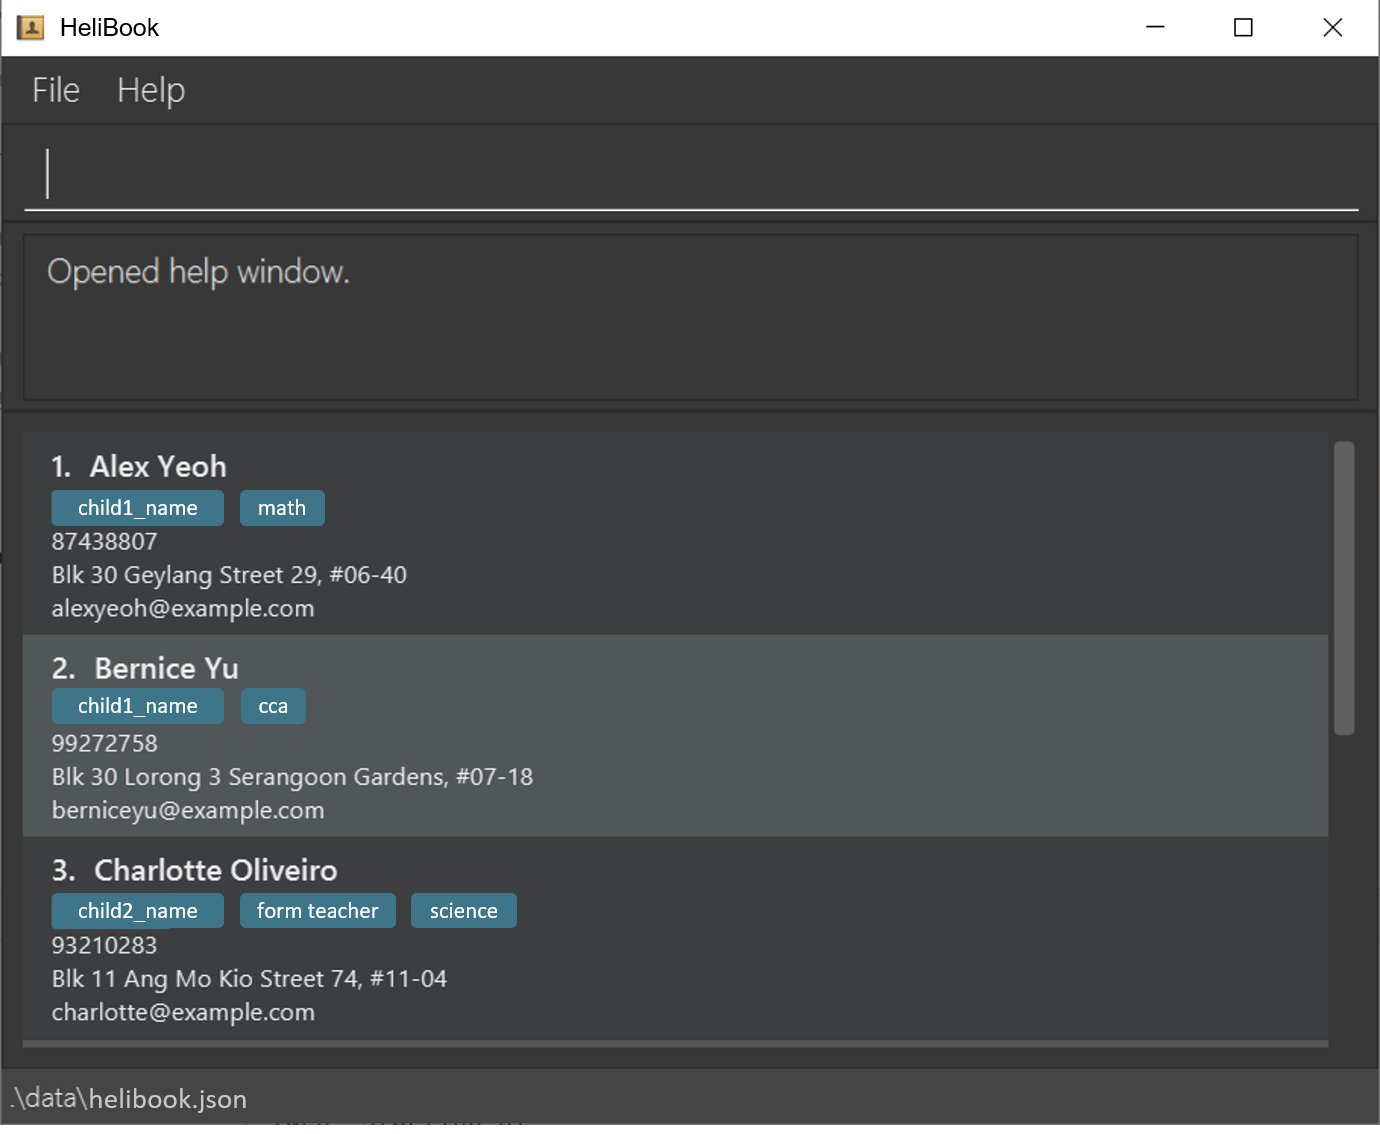 HeliBook
File Help
Opened help window.
1. Alex Yeoh
child1_name math
87438807
Blk 30 Geylang Street 29, #06-40
alexyeoh@example.com
2. Bernice Yu
child1_name cca
99272758
Blk 30 Lorong 3 Serangoon Gardens, #07-18
berniceyu@example.com
3. Charlotte Oliveiro
child2_name form teacher science
93210283
Blk 11 Ang Mo Kio Street 74, #11-04
charlotte@example.com
.\data\helibook.json